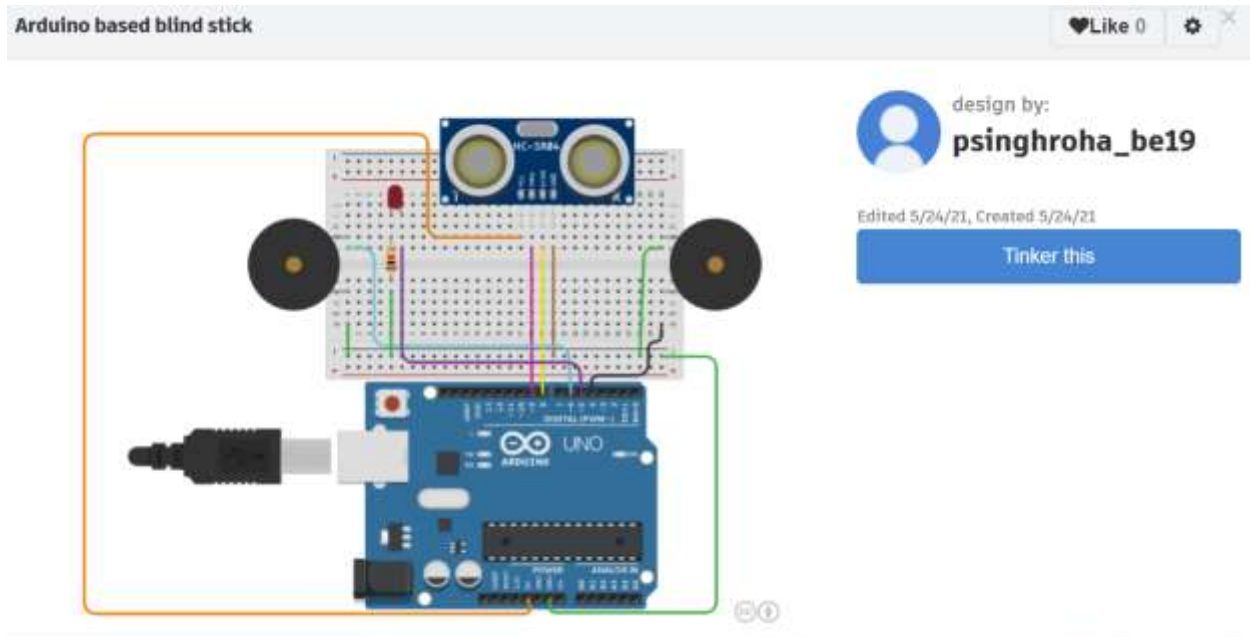 Arduino based blind stick
Like 0
design by:
psinghroha_be19
Edited 5/24/21, Created 5/24/21
Tinker this
HC-SR04
DIGITAL (PWM~)
UNO
ARDUINO
POWER
ANALOG IN